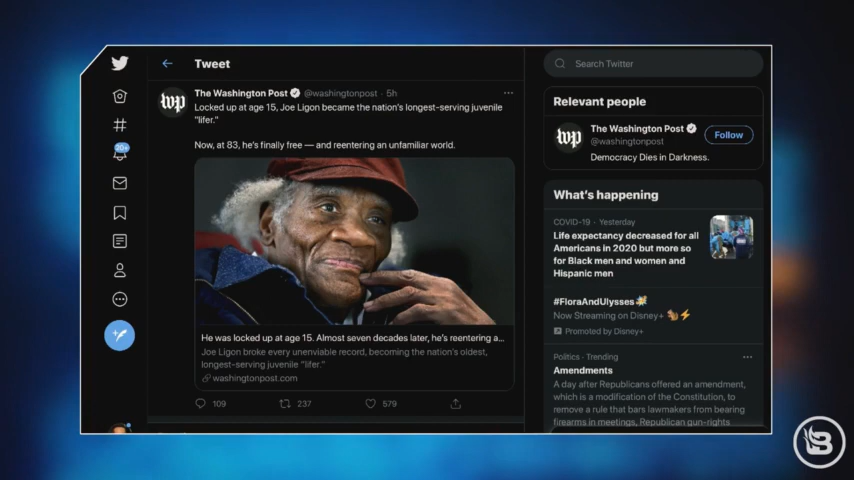 Tweet
wp
The Washington Post @washingtonpost · 5h
Locked up at age 15, Joe Ligon became the nation's longest-serving juvenile
"lifer."
Now, at 83, he's finally free — and reentering an unfamiliar world.
He was locked up at age 15. Almost seven decades later, he's reentering a...
Joe Ligon broke every unenviable record, becoming the nation's oldest,
longest-serving juvenile "lifer."
washingtonpost.com
109
237
579
20+
Search Twitter
Relevant people
wp
The Washington Post
@washingtonpost
Follow
Democracy Dies in Darkness.
What's happening
COVID-19 · Yesterday
Life expectancy decreased for all
Americans in 2020 but more so
for Black men and women and
Hispanic men
#FloraAndUlysses
Now Streaming on Disney+ 🐿️⚡
Promoted by Disney+
Politics · Trending
Amendments
A day after Republicans offered an amendment,
which is a modification of the Constitution, to
remove a rule that bars lawmakers from bearing
firearms in meetings, Republican gun-rights
B